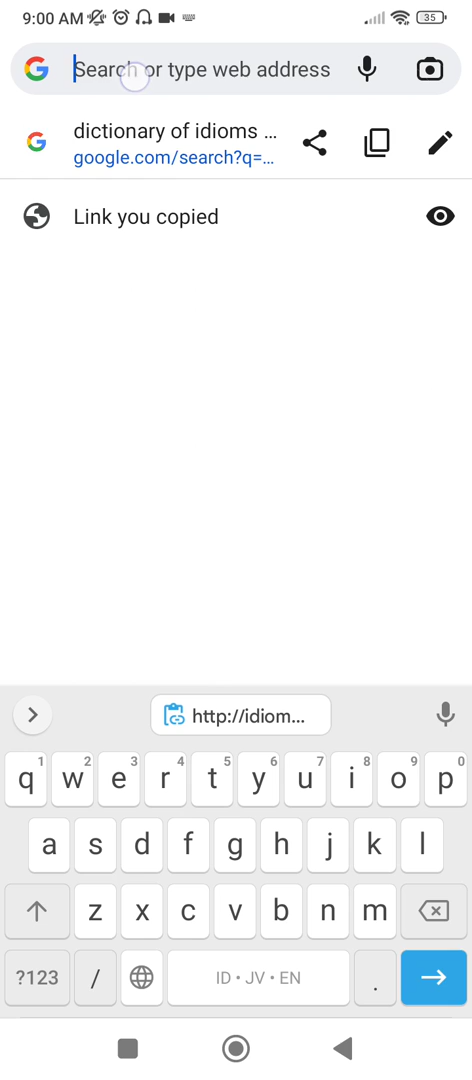 9:00 AM 35
Search or type web address
dictionary of idioms ...
google.com/search?q=...
Link you copied
http://idiom...
1 2 3 4 5 6 7 8 9 0
q w e r t y u i o p
a s d f g h j k l
z x c v b n m
?123 / ID • JV • EN .